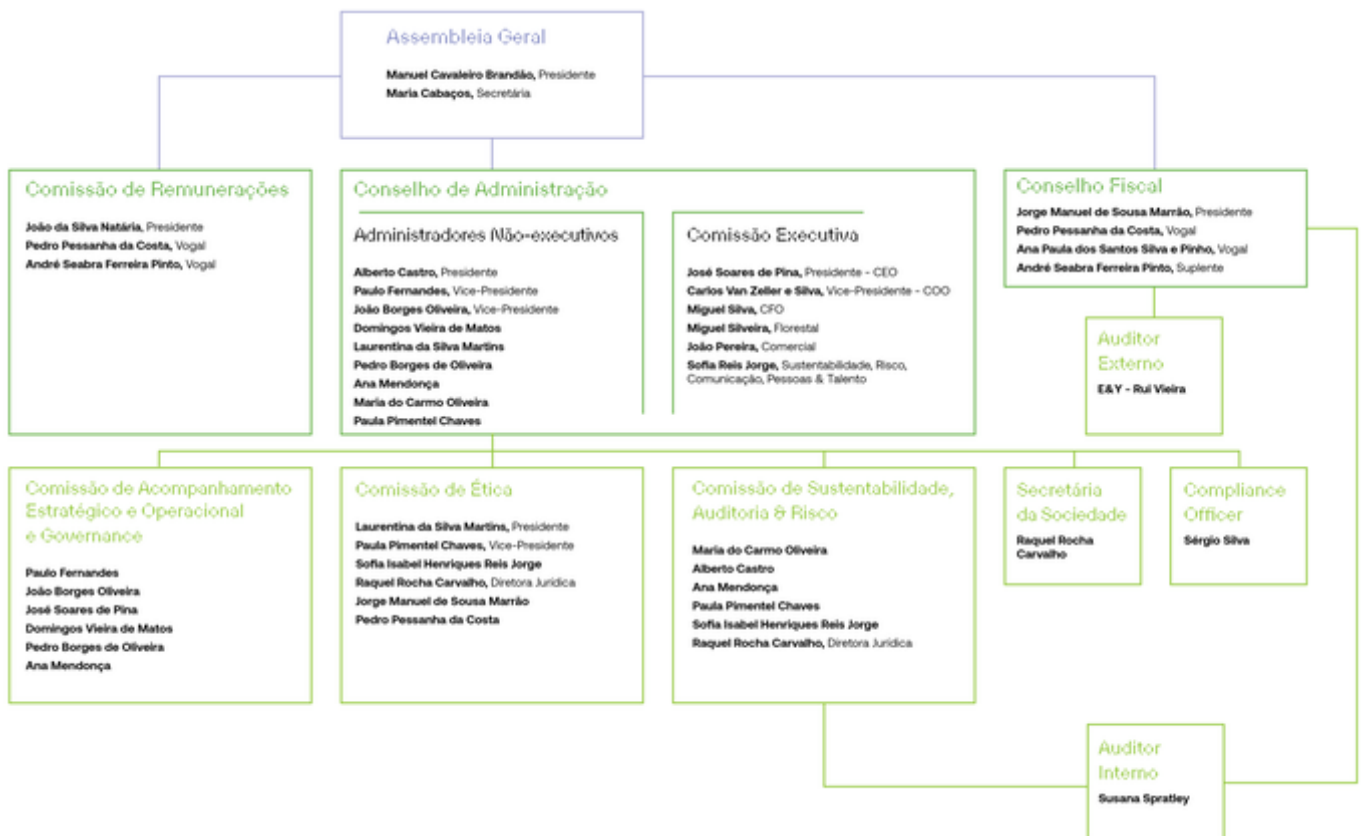 Assembleia Geral
Manuel Cavaleiro Brandão, Presidente
Maria Cabaços, Secretária
Comissão de Remunerações
João da Silva Natária, Presidente
Pedro Pessanha da Costa, Vogal
André Seabra Ferreira Pinto, Vogal
Conselho de Administração
Administradores Não-executivos
Alberto Castro, Presidente
Paulo Fernandes, Vice-Presidente
João Borges Oliveira, Vice-Presidente
Domingos Vieira de Matos
Laurentina da Silva Martins
Pedro Borges de Oliveira
Ana Mendonça
Maria do Carmo Oliveira
Paula Pimentel Chaves
Comissão Executiva
José Soares de Pina, Presidente - CEO
Carlos Van Zeller e Silva, Vice-Presidente - COO
Miguel Silva, CFO
Miguel Silveira, Florestal
João Pereira, Comercial
Sofia Reis Jorge, Sustentabilidade, Risco,
Comunicação, Pessoas & Talento
Conselho Fiscal
Jorge Manuel de Sousa Marrão, Presidente
Pedro Pessanha da Costa, Vogal
Ana Paula dos Santos Silva e Pinho, Vogal
André Seabra Ferreira Pinto, Suplente
Auditor
Externo
E&Y - Rui Vieira
Comissão de Acompanhamento
Estratégico e Operacional
e Governance
Paulo Fernandes
João Borges Oliveira
José Soares de Pina
Domingos Vieira de Matos
Pedro Borges de Oliveira
Ana Mendonça
Comissão de Ética
Laurentina da Silva Martins, Presidente
Paula Pimentel Chaves, Vice-Presidente
Sofia Isabel Henriques Reis Jorge
Raquel Rocha Carvalho, Diretora Jurídica
Jorge Manuel de Sousa Marrão
Pedro Pessanha da Costa
Comissão de Sustentabilidade,
Auditoria & Risco
Maria do Carmo Oliveira
Alberto Castro
Ana Mendonça
Paula Pimentel Chaves
Sofia Isabel Henriques Reis Jorge
Raquel Rocha Carvalho, Diretora Jurídica
Secretária
da Sociedade
Raquel Rocha
Carvalho
Compliance
Officer
Sérgio Silva
Auditor
Interno
Susana Spratley